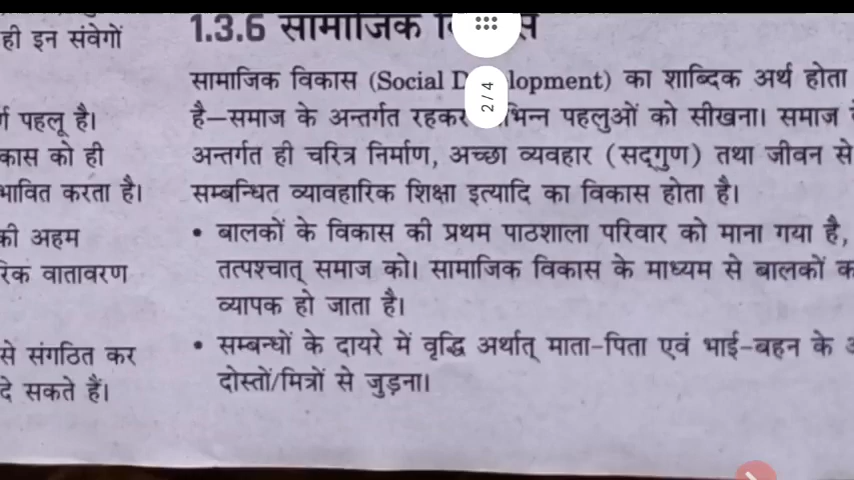 ही इन संवेगों
पहलू है।
कास को ही
भावित करता है।
की अहम
रिक वातावरण
से संगठित कर
दे सकते हैं।
1.3.6 सामाजिक
सामाजिक विकास (Social D lopment) का शाब्दिक अर्थ होता
है—समाज के अन्तर्गत रहकर भिन्न पहलुओं को सीखना। समाज
अन्तर्गत ही चरित्र निर्माण, अच्छा व्यवहार (सद्‌गुण) तथा जीवन से
सम्बन्धित व्यावहारिक शिक्षा इत्यादि का विकास होता है।
• बालकों के विकास की प्रथम पाठशाला परिवार को माना गया है,
तत्पश्चात् समाज को। सामाजिक विकास के माध्यम से बालकों
व्यापक हो जाता है।
• सम्बन्धों के दायरे में वृद्धि अर्थात् माता-पिता एवं भाई-बहन के
दोस्तों/मित्रों से जुड़ना।
2/4